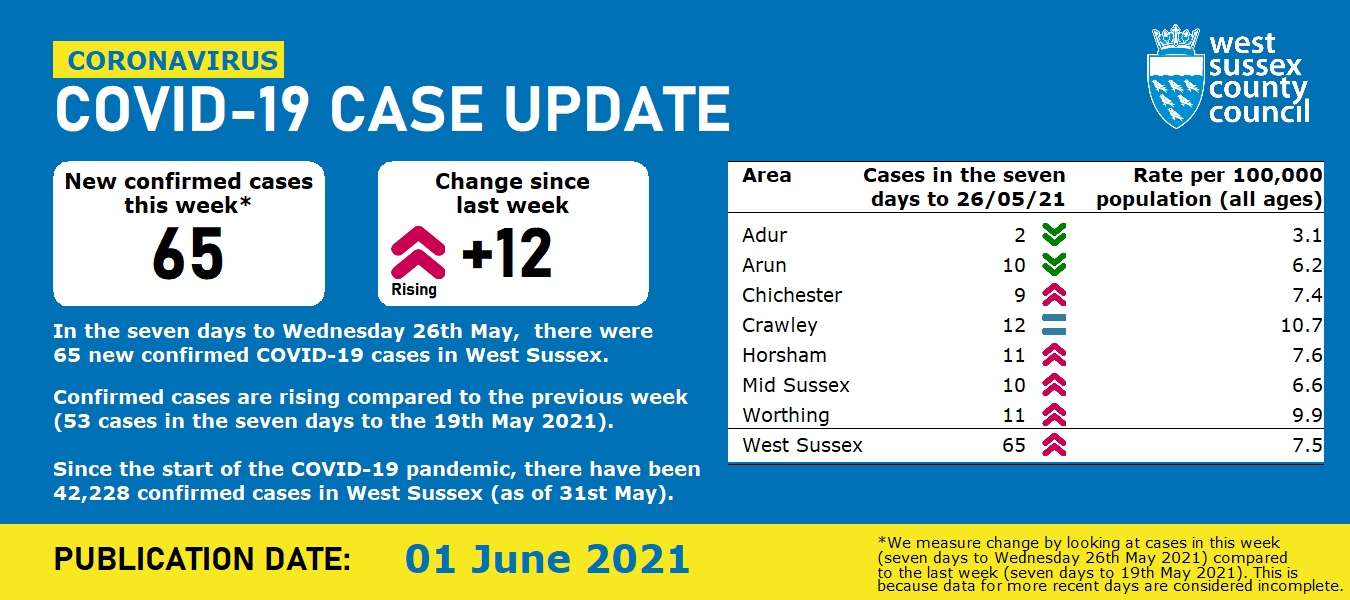 CORONAVIRUS
COVID-19 CASE UPDATE
west
sussex
county
council
New confirmed cases
this week*
65
Change since
last week
+12
Rising
In the seven days to Wednesday 26th May,  there were
65 new confirmed COVID-19 cases in West Sussex.
Confirmed cases are rising compared to the previous week
(53 cases in the seven days to the 19th May 2021).
Since the start of the COVID-19 pandemic, there have been
42,228 confirmed cases in West Sussex (as of 31st May).
Area Cases in the seven Rate per 100,000
days to 26/05/21 population (all ages)
Adur 2 3.1
Arun 10 6.2
Chichester 9 7.4
Crawley 12 10.7
Horsham 11 7.6
Mid Sussex 10 6.6
Worthing 11 9.9
West Sussex 65 7.5
PUBLICATION DATE: 01 June 2021
*We measure change by looking at cases in this week
(seven days to Wednesday 26th May 2021) compared
to the last week (seven days to 19th May 2021). This is
because data for more recent days are considered incomplete.